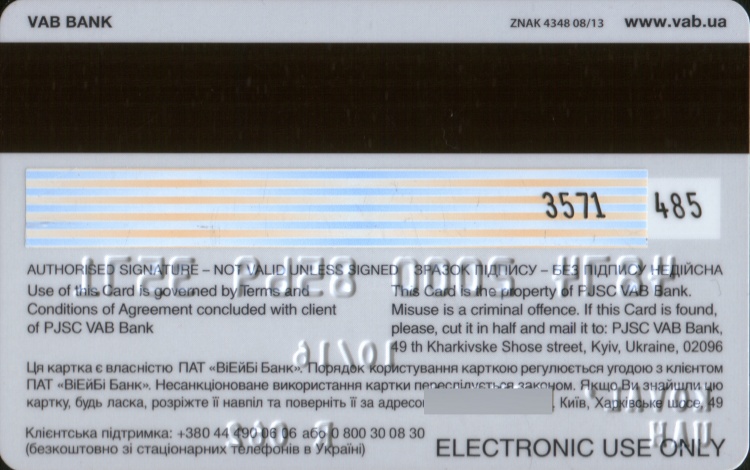 VAB BANK
ZNAK 4348 08/13 www.vab.ua
3571 485
AUTHORISED SIGNATURE – NOT VALID UNLESS SIGNED ЗРАЗОК ПІДПИСУ – БЕЗ ПІДПИСУ НЕДІЙСНА
Use of this Card is governed by Terms and
Conditions of Agreement concluded with client
of PJSC VAB Bank
This Card is the property of PJSC VAB Bank.
Misuse is a criminal offence. If this Card is found,
please, cut it in half and mail it to: PJSC VAB Bank,
49 th Kharkivske Shose street, Kyiv, Ukraine, 02096
Ця картка є власністю ПАТ «ВіЕйБі Банк». Порядок користування карткою регулюється угодою з клієнтом
ПАТ «ВіЕйБі Банк». Несанкціоноване використання картки переслідується законом. Якщо Ви знайшли цю
картку, будь ласка, розріжте її навпіл та поверніть її за адресою , Київ, Харківське шосе, 49
Клієнтська підтримка: +380 44 490 06 06 або 0 800 30 08 30
(безкоштовно зі стаціонарних телефонів в Україні)
ELECTRONIC USE ONLY